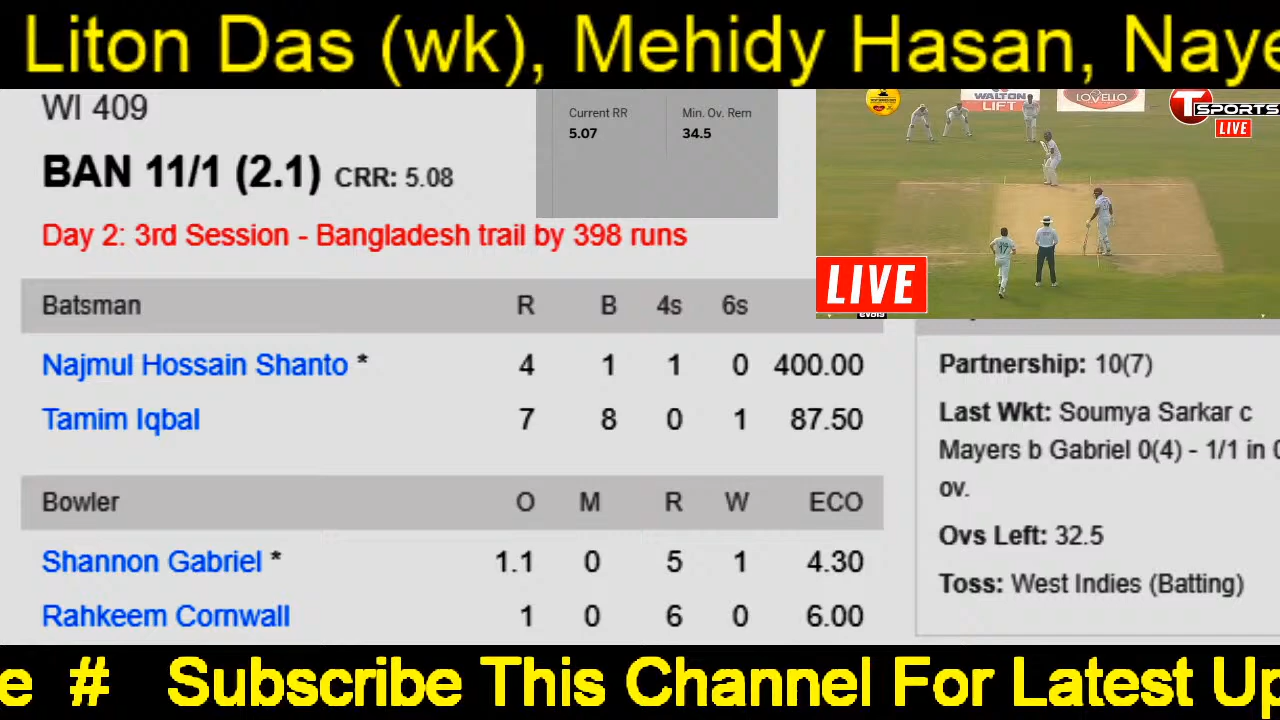 Liton Das (wk), Mehidy Hasan, Naye
WI 409
BAN 11/1 (2.1) CRR: 5.08
Day 2: 3rd Session - Bangladesh trail by 398 runs
Current RR
5.07
Min. Ov. Rem
34.5
WALTON
LIFT
LOVELLO
T SPORTS
LIVE
17
LIVE
Batsman R B 4s 6s
Najmul Hossain Shanto * 4 1 1 0 400.00
Tamim Iqbal 7 8 0 1 87.50
Bowler O M R W ECO
Shannon Gabriel * 1.1 0 5 1 4.30
Rahkeem Cornwall 1 0 6 0 6.00
Partnership: 10(7)
Last Wkt: Soumya Sarkar c
Mayers b Gabriel 0(4) - 1/1 in 0
ov.
Ovs Left: 32.5
Toss: West Indies (Batting)
e # Subscribe This Channel For Latest Up